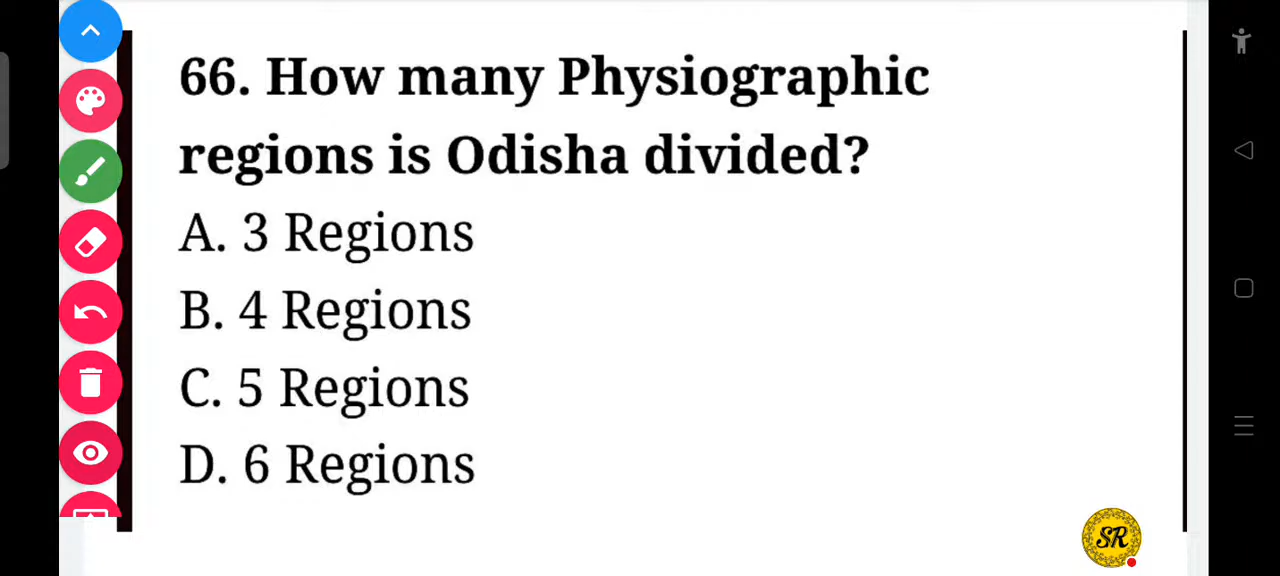 66. How many Physiographic
regions is Odisha divided?
A. 3 Regions
B. 4 Regions
C. 5 Regions
D. 6 Regions
SR